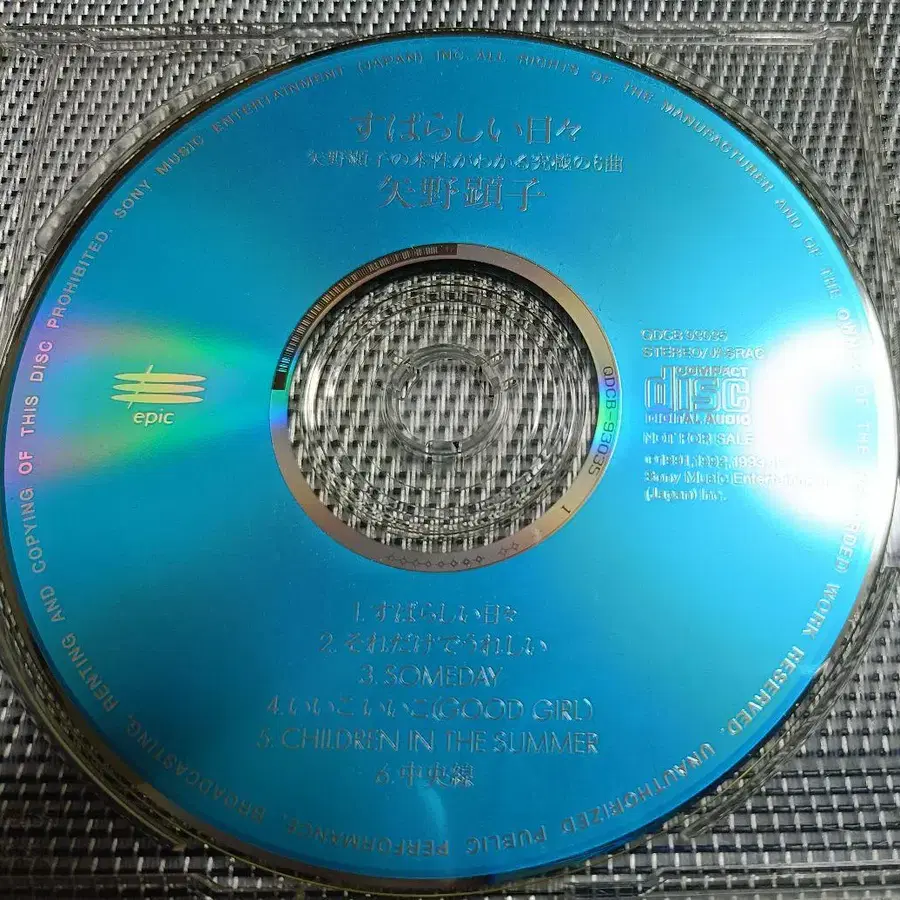 すばらしい日々
矢野顕子の本性がわかる究極の6曲
矢野顕子
epic
QDCB 93035
STEREO/JASRAC
COMPACT
disc
DIGITAL AUDIO
NOT FOR SALE
1991,1992,1993
Sony Music Entertainment
(Japan) Inc.
QDCB-93035 1
1.すばらしい日々
2.それだけでうれしい
3.SOMEDAY
4.いいこいいこ(GOOD GIRL)
5.CHILDREN IN THE SUMMER
6.中央線
SONY MUSIC ENTERTAINMENT (JAPAN) INC. ALL RIGHTS OF THE MANUFACTURER AND OF THE OWNER OF THE WORK RESERVED. UNAUTHORIZED PUBLIC PERFORMANCE, BROADCASTING, RENTING AND COPYING OF THIS DISC PROHIBITED.